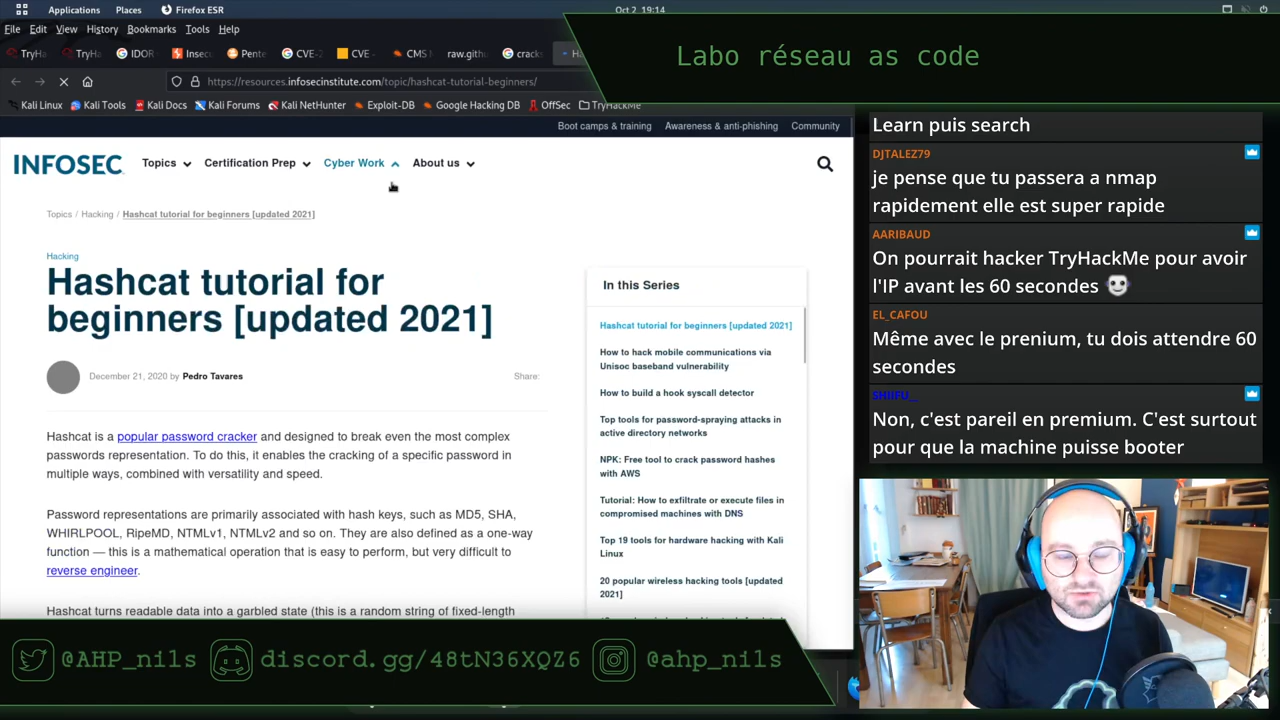 Applications Places Firefox ESR Oct 2 19:14
File Edit View History Bookmarks Tools Help
TryHa TryHa IDOR Insec Pente CVE-2 CVE - CMS M raw.githu crack
https://resources.infosecinstitute.com/topic/hashcat-tutorial-beginners/
Kali Linux Kali Tools Kali Docs Kali Forums Kali NetHunter Exploit-DB Google Hacking DB OffSec TryHackMe
Boot camps & training Awareness & anti-phishing Community
INFOSEC Topics Certification Prep Cyber Work About us
Topics / Hacking / Hashcat tutorial for beginners [updated 2021]
Hacking
Hashcat tutorial for
beginners [updated 2021]
December 21, 2020 by Pedro Tavares Share:
Hashcat is a popular password cracker and designed to break even the most complex
passwords representation. To do this, it enables the cracking of a specific password in
multiple ways, combined with versatility and speed.
Password representations are primarily associated with hash keys, such as MD5, SHA,
WHIRLPOOL, RipeMD, NTMLv1, NTMLv2 and so on. They are also defined as a one-way
function — this is a mathematical operation that is easy to perform, but very difficult to
reverse engineer.
Hashcat turns readable data into a garbled state (this is a random string of fixed-length
In this Series
Hashcat tutorial for beginners [updated 2021]
How to hack mobile communications via
Unisoc baseband vulnerability
How to build a hook syscall detector
Top tools for password-spraying attacks in
active directory networks
NPK: Free tool to crack password hashes
with AWS
Tutorial: How to exfiltrate or execute files in
compromised machines with DNS
Top 19 tools for hardware hacking with Kali
Linux
20 popular wireless hacking tools [updated
2021]
Labo réseau as code
Learn puis search
DJTALEZ79
je pense que tu passera a nmap
rapidement elle est super rapide
AARIBAUD
On pourrait hacker TryHackMe pour avoir
l'IP avant les 60 secondes
EL_CAFOU
Même avec le prenium, tu dois attendre 60
secondes
SHIIFU_
Non, c'est pareil en premium. C'est surtout
pour que la machine puisse booter
@AHP_nils discord.gg/48tN36XQZ6 @ahp_nils